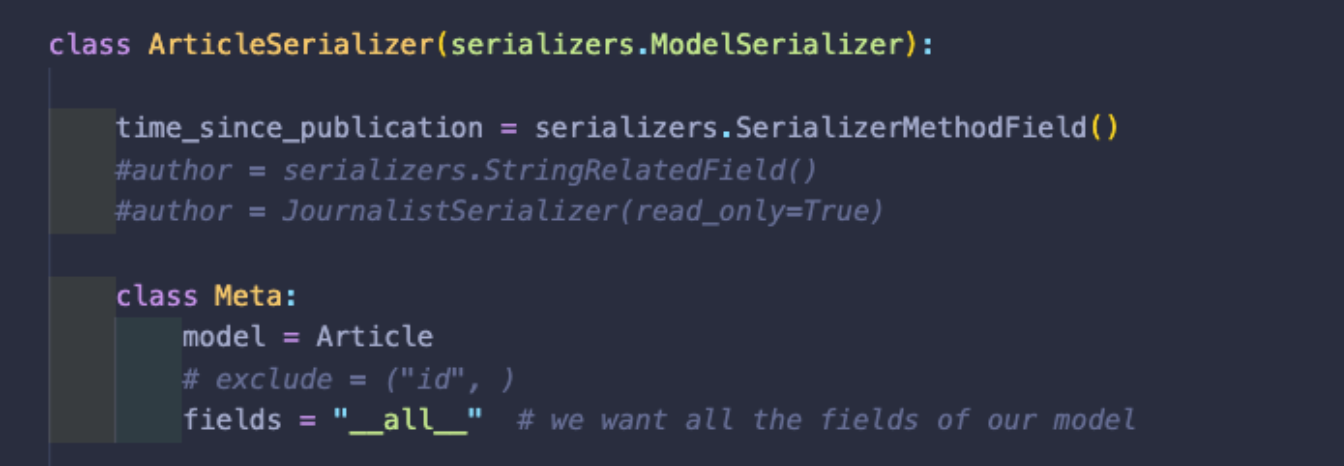 class ArticleSerializer(serializers.ModelSerializer):
time_since_publication = serializers.SerializerMethodField()
#author = serializers.StringRelatedField()
#author = JournalistSerializer(read_only=True)
class Meta:
model = Article
# exclude = ("id", )
fields = "__all__"  # we want all the fields of our model